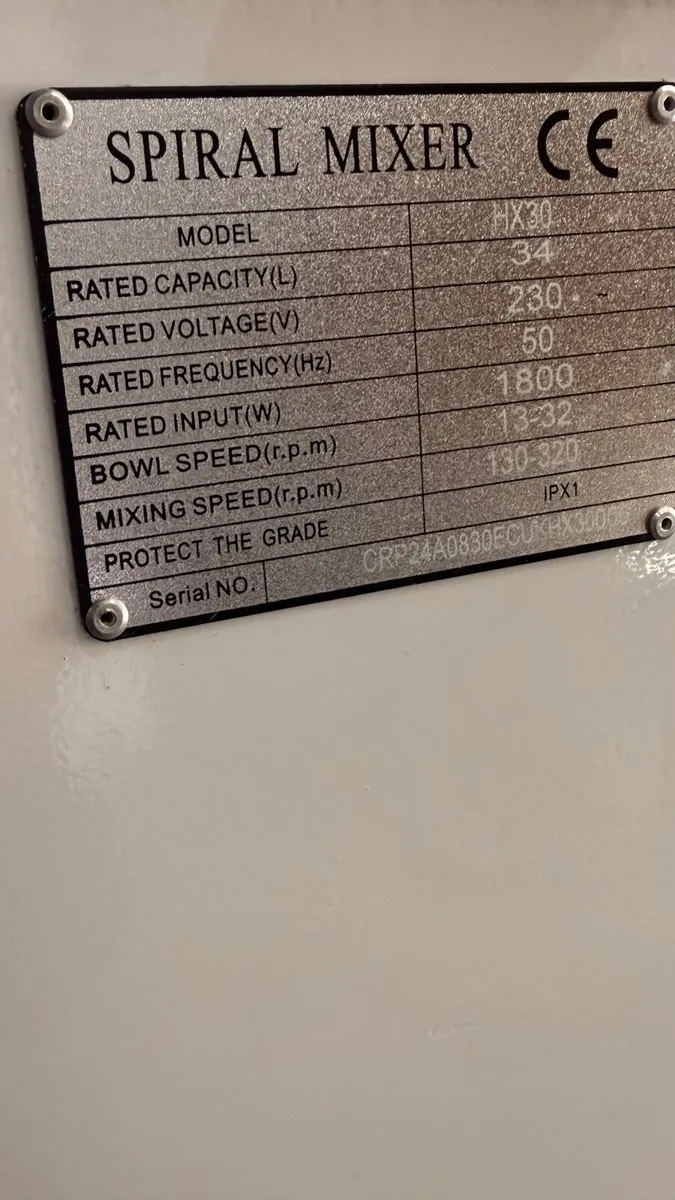 SPIRAL MIXER CE
MODEL HX30
RATED CAPACITY(L) 34
RATED VOLTAGE(V) 230 ~
RATED FREQUENCY(Hz) 50
RATED INPUT(W) 1800
BOWL SPEED(r.p.m) 13-32
MIXING SPEED(r.p.m) 130-320
PROTECT THE GRADE IPX1
Serial NO.